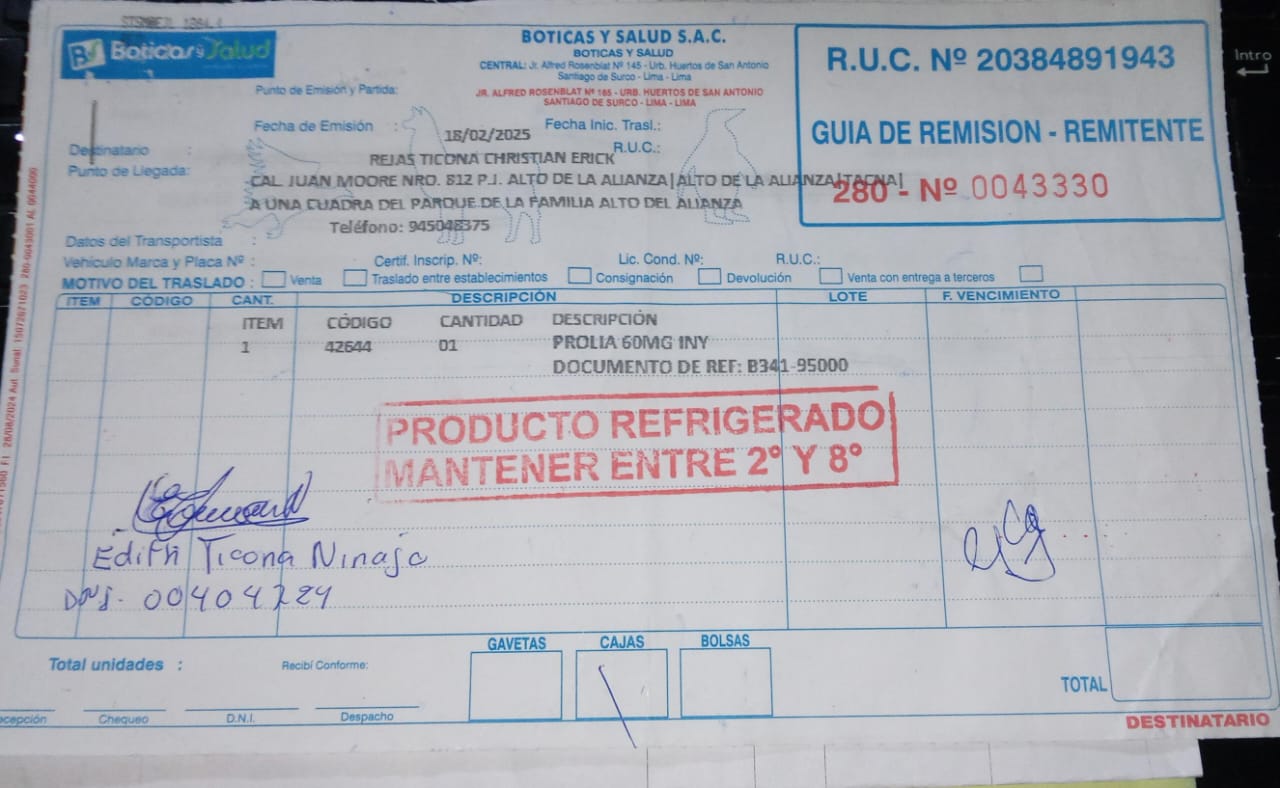 Boticas y Salud
BOTICAS Y SALUD S.A.C.
BOTICAS Y SALUD
CENTRAL: Jr. Alfred Rosenblat Nº 145 - Urb. Huertos de San Antonio
Santiago de Surco - Lima - Lima
Punto de Emisión y Partida:
JR. ALFRED ROSENBLAT Nº 165 - URB. HUERTOS DE SAN ANTONIO
SANTIAGO DE SURCO - LIMA - LIMA
R.U.C. Nº 20384891943
GUIA DE REMISION - REMITENTE
280 - Nº 0043330
Fecha de Emisión : 18/02/2025 Fecha Inic. Trasl.:
Destinatario : REJAS TICONA CHRISTIAN ERICK R.U.C.:
Punto de Llegada: CAL JUAN MOORE NRO. 812 P.J. ALTO DE LA ALIANZA|ALTO DE LA ALIANZA|TACNA|
A UNA CUADRA DEL PARQUE DE LA FAMILIA ALTO DEL ALIANZA
Teléfono: 945048375
Datos del Transportista :
Vehículo Marca y Placa Nº : Certif. Inscrip. Nº: Lic. Cond. Nº: R.U.C.:
MOTIVO DEL TRASLADO : Venta Traslado entre establecimientos Consignación Devolución Venta con entrega a terceros
ITEM CÓDIGO CANT. DESCRIPCIÓN LOTE F. VENCIMIENTO
ITEM CÓDIGO CANTIDAD DESCRIPCIÓN
1 42644 01 PROLIA 60MG INY
DOCUMENTO DE REF: B341-95000
PRODUCTO REFRIGERADO
MANTENER ENTRE 2° Y 8°
Edith Ticona Ninaja
GAVETAS CAJAS BOLSAS
Total unidades : Recibí Conforme:
TOTAL
Chequeo D.N.I. Despacho
DESTINATARIO
Intro